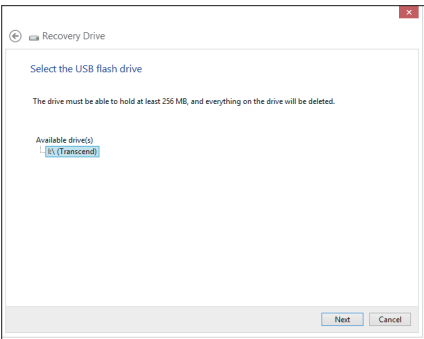 Recovery Drive
Select the USB flash drive
The drive must be able to hold at least 256 MB, and everything on the drive will be deleted.
Available drive(s)
I:\ (Transcend)
Next
Cancel